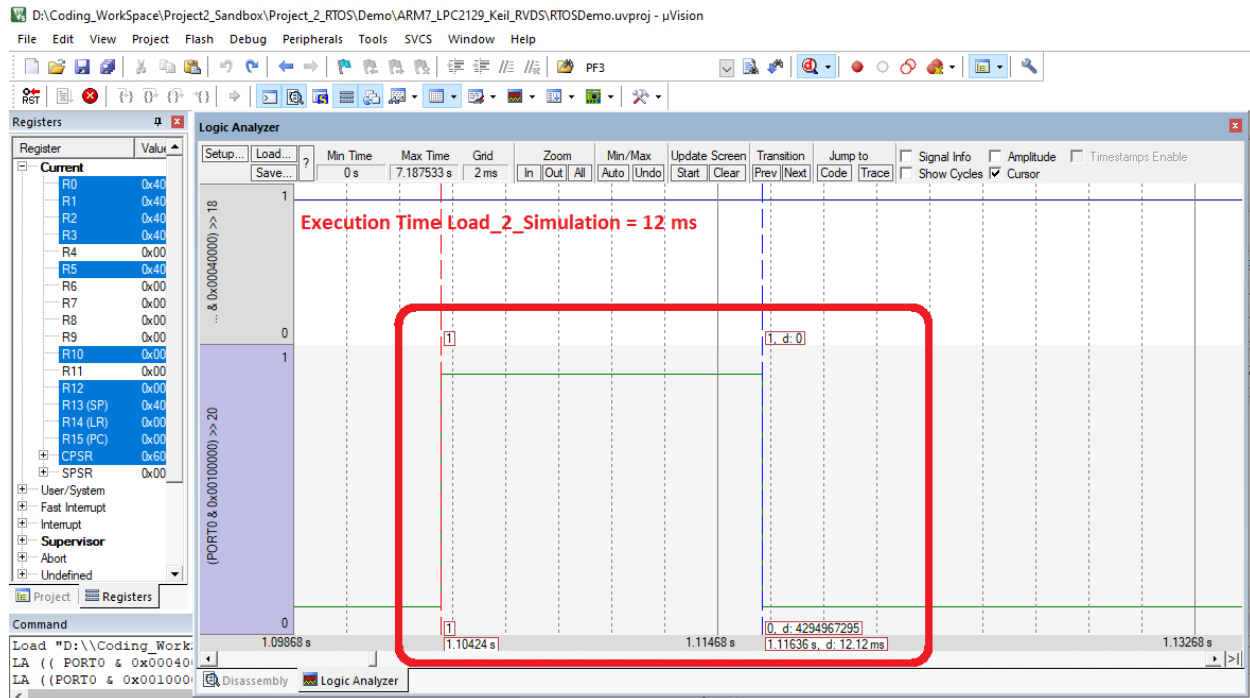 D:\Coding_WorkSpace\Project2_Sandbox\Project_2_RTOS\Demo\ARM7_LPC2129_Keil_RVDS\RTOSDemo.uvproj - µVision
File Edit View Project Flash Debug Peripherals Tools SVCS Window Help
PF3
RST
Registers
Register Value
Current
R0 0x40
R1 0x40
R2 0x40
R3 0x40
R4 0x00
R5 0x40
R6 0x00
R7 0x00
R8 0x00
R9 0x00
R10 0x00
R11 0x00
R12 0x00
R13 (SP) 0x40
R14 (LR) 0x00
R15 (PC) 0x00
CPSR 0x60
SPSR 0x00
User/System
Fast Interrupt
Interrupt
Supervisor
Abort
Undefined
Project Registers
Command
Load "D:\\Coding_Work
LA (( PORT0 & 0x00040
LA ((PORT0 & 0x001000
Logic Analyzer
Setup... Load... Save... ?
Min Time Max Time Grid Zoom Min/Max Update Screen Transition Jump to
0 s 7.187533 s 2 ms In Out All Auto Undo Start Clear Prev Next Code Trace
Signal Info Amplitude Timestamps Enable
Show Cycles Cursor
1
... & 0x00040000) >> 18
Execution Time Load_2_Simulation = 12 ms
0
1 1, d: 0
1
(PORT0 & 0x00100000) >> 20
0
1 0, d: 4294967295
1.09868 s 1.10424 s 1.11468 s 1.11636 s, d: 12.12 ms 1.13268 s
Disassembly Logic Analyzer